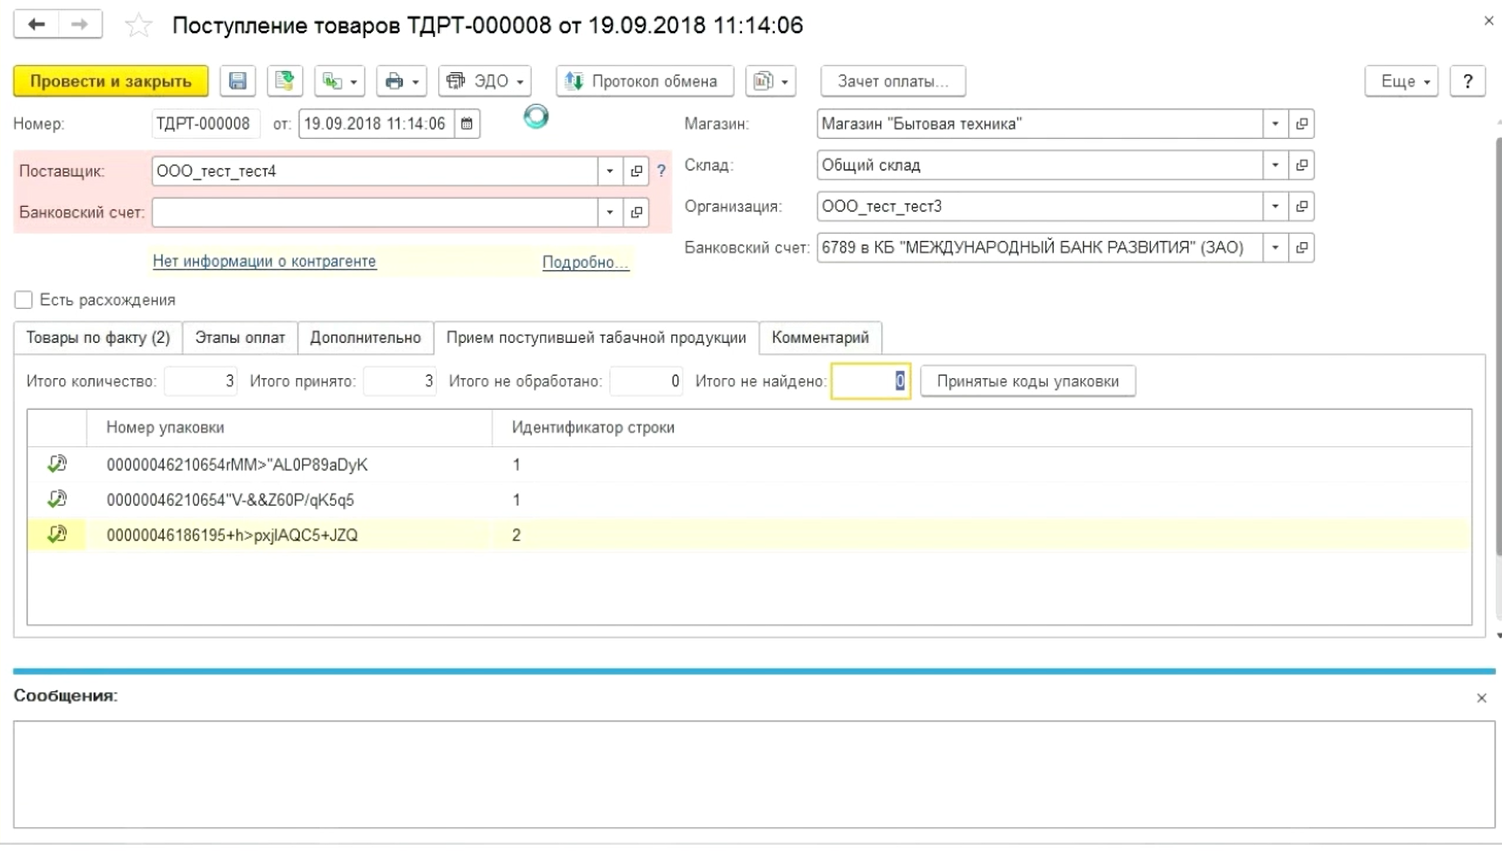 Поступление товаров ТДРТ-000008 от 19.09.2018 11:14:06
Провести и закрыть ЭДО Протокол обмена Зачет оплаты... Еще ?
Номер: ТДРТ-000008 от: 19.09.2018 11:14:06 Магазин: Магазин "Бытовая техника"
Поставщик: ООО_тест_тест4 ? Склад: Общий склад
Банковский счет: Организация: ООО_тест_тест3
Нет информации о контрагенте Подробно... Банковский счет: 6789 в КБ "МЕЖДУНАРОДНЫЙ БАНК РАЗВИТИЯ" (ЗАО)
Есть расхождения
Товары по факту (2) Этапы оплат Дополнительно Прием поступившей табачной продукции Комментарий
Итого количество: 3 Итого принято: 3 Итого не обработано: 0 Итого не найдено: 0 Принятые коды упаковки
Номер упаковки Идентификатор строки
00000046210654rMM>"AL0P89aDyK 1
00000046210654"V-&&Z60P/qK5q5 1
00000046186195+h>pxjlAQC5+JZQ 2
Сообщения: